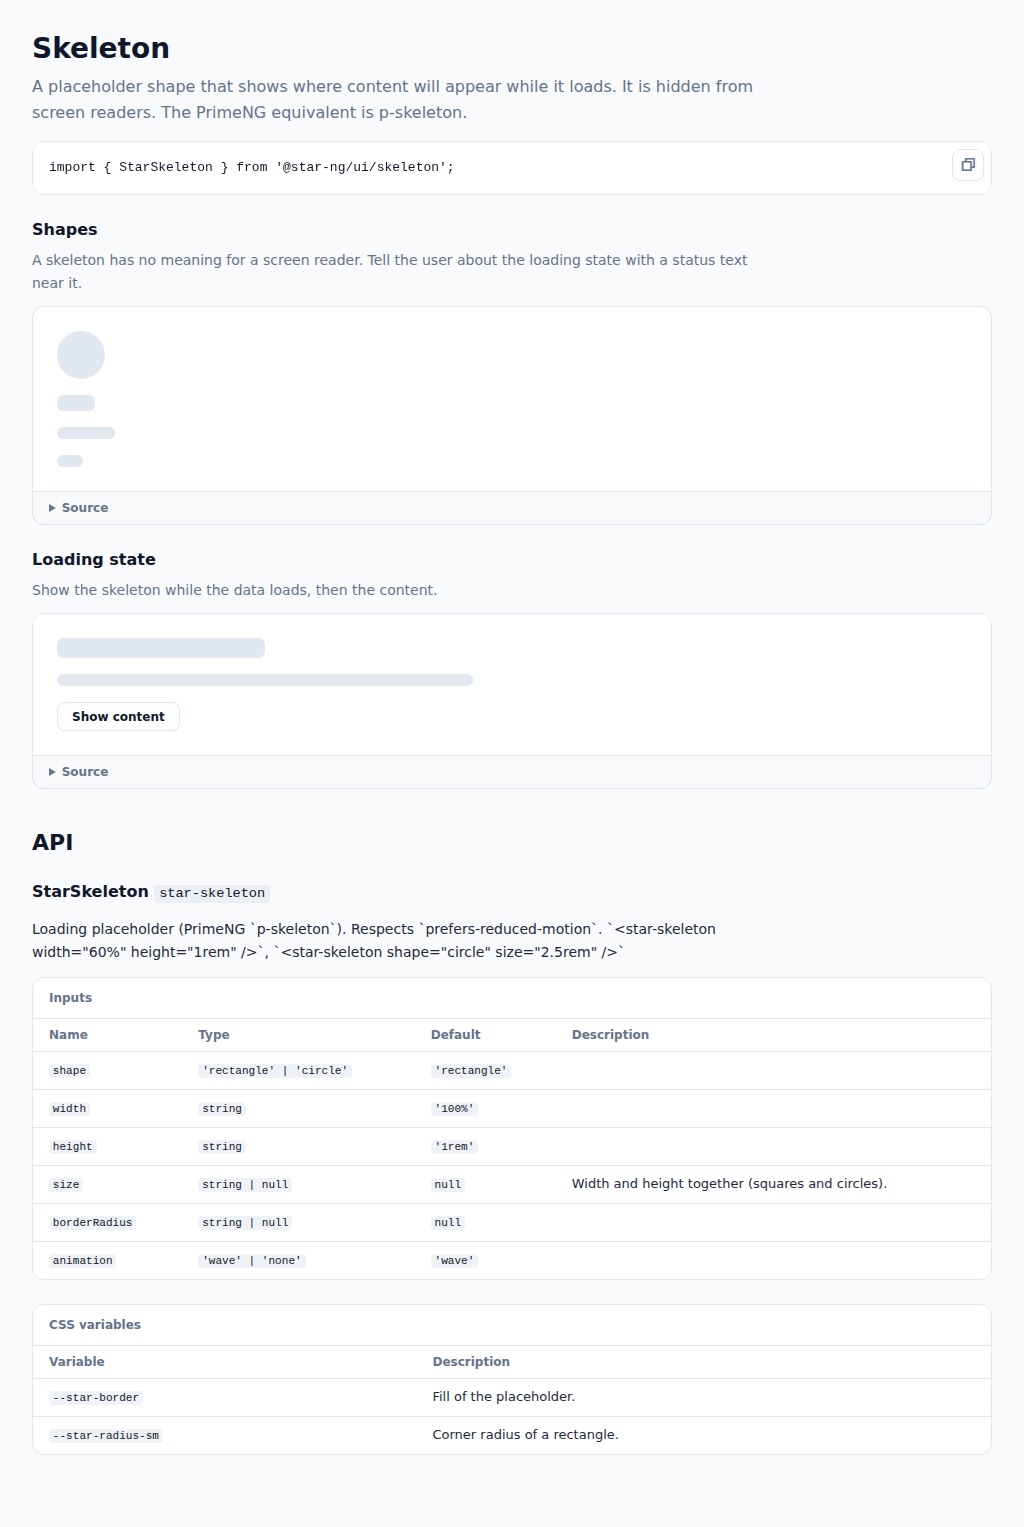 Skeleton
A placeholder shape that shows where content will appear while it loads. It is hidden from
screen readers. The PrimeNG equivalent is p-skeleton.
import { StarSkeleton } from '@star-ng/ui/skeleton';
Shapes
A skeleton has no meaning for a screen reader. Tell the user about the loading state with a status text
near it.
Source
Loading state
Show the skeleton while the data loads, then the content.
Show content
Source
API
StarSkeleton star-skeleton
Loading placeholder (PrimeNG `p-skeleton`). Respects `prefers-reduced-motion`. `<star-skeleton
width="60%" height="1rem" />`, `<star-skeleton shape="circle" size="2.5rem" />`
Inputs
Name Type Default Description
shape 'rectangle' | 'circle' 'rectangle'
width string '100%'
height string '1rem'
size string | null null Width and height together (squares and circles).
borderRadius string | null null
animation 'wave' | 'none' 'wave'
CSS variables
Variable Description
--star-border Fill of the placeholder.
--star-radius-sm Corner radius of a rectangle.